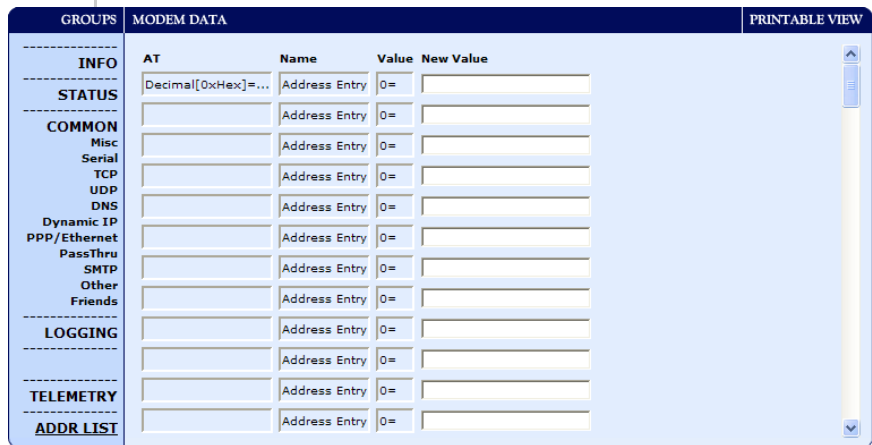 GROUPS MODEM DATA PRINTABLE VIEW
--------------
INFO
--------------
STATUS
--------------
COMMON
Misc
Serial
TCP
UDP
DNS
Dynamic IP
PPP/Ethernet
PassThru
SMTP
Other
Friends
--------------
LOGGING
--------------
--------------
TELEMETRY
--------------
ADDR LIST
AT Name Value New Value
Decimal[0xHex]=... Address Entry 0=
Address Entry 0=
Address Entry 0=
Address Entry 0=
Address Entry 0=
Address Entry 0=
Address Entry 0=
Address Entry 0=
Address Entry 0=
Address Entry 0=
Address Entry 0=
Address Entry 0=